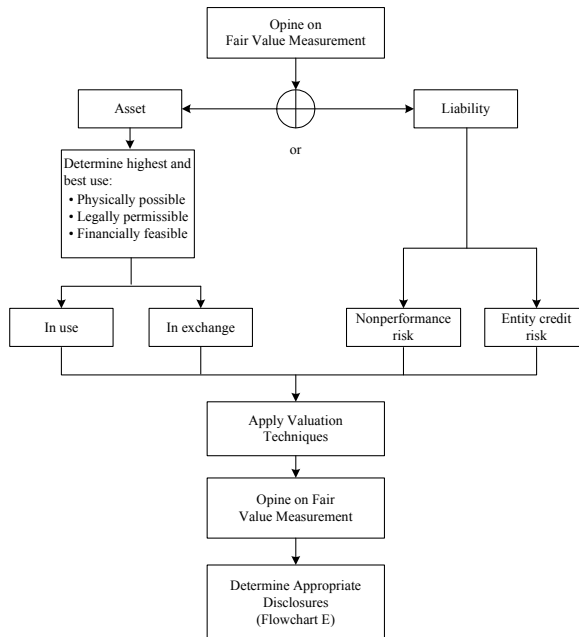 Opine on
Fair Value Measurement
Asset
Liability
or
Determine highest and
best use:
• Physically possible
• Legally permissible
• Financially feasible
In use
In exchange
Nonperformance
risk
Entity credit
risk
Apply Valuation
Techniques
Opine on Fair
Value Measurement
Determine Appropriate
Disclosures
(Flowchart E)